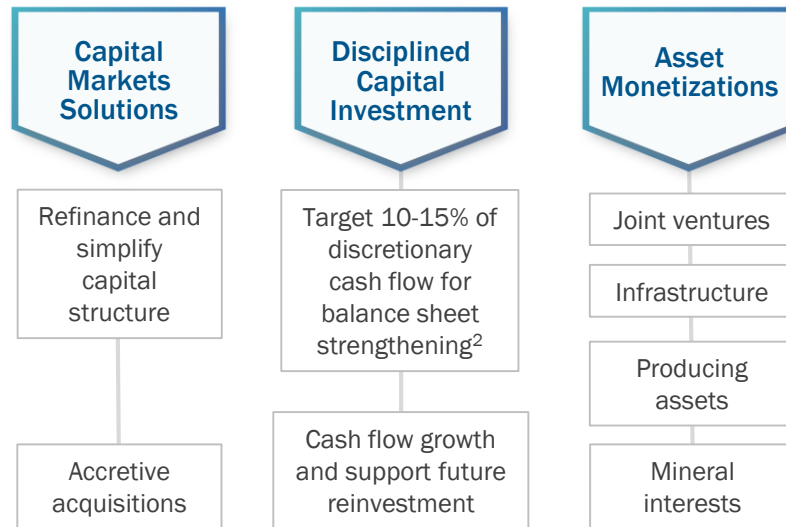 Capital
Markets
Solutions
Refinance and
simplify
capital
structure
Accretive
acquisitions
Disciplined
Capital
Investment
Target 10-15% of
discretionary
cash flow for
balance sheet
strengthening²
Cash flow growth
and support future
reinvestment
Asset
Monetizations
Joint ventures
Infrastructure
Producing
assets
Mineral
interests